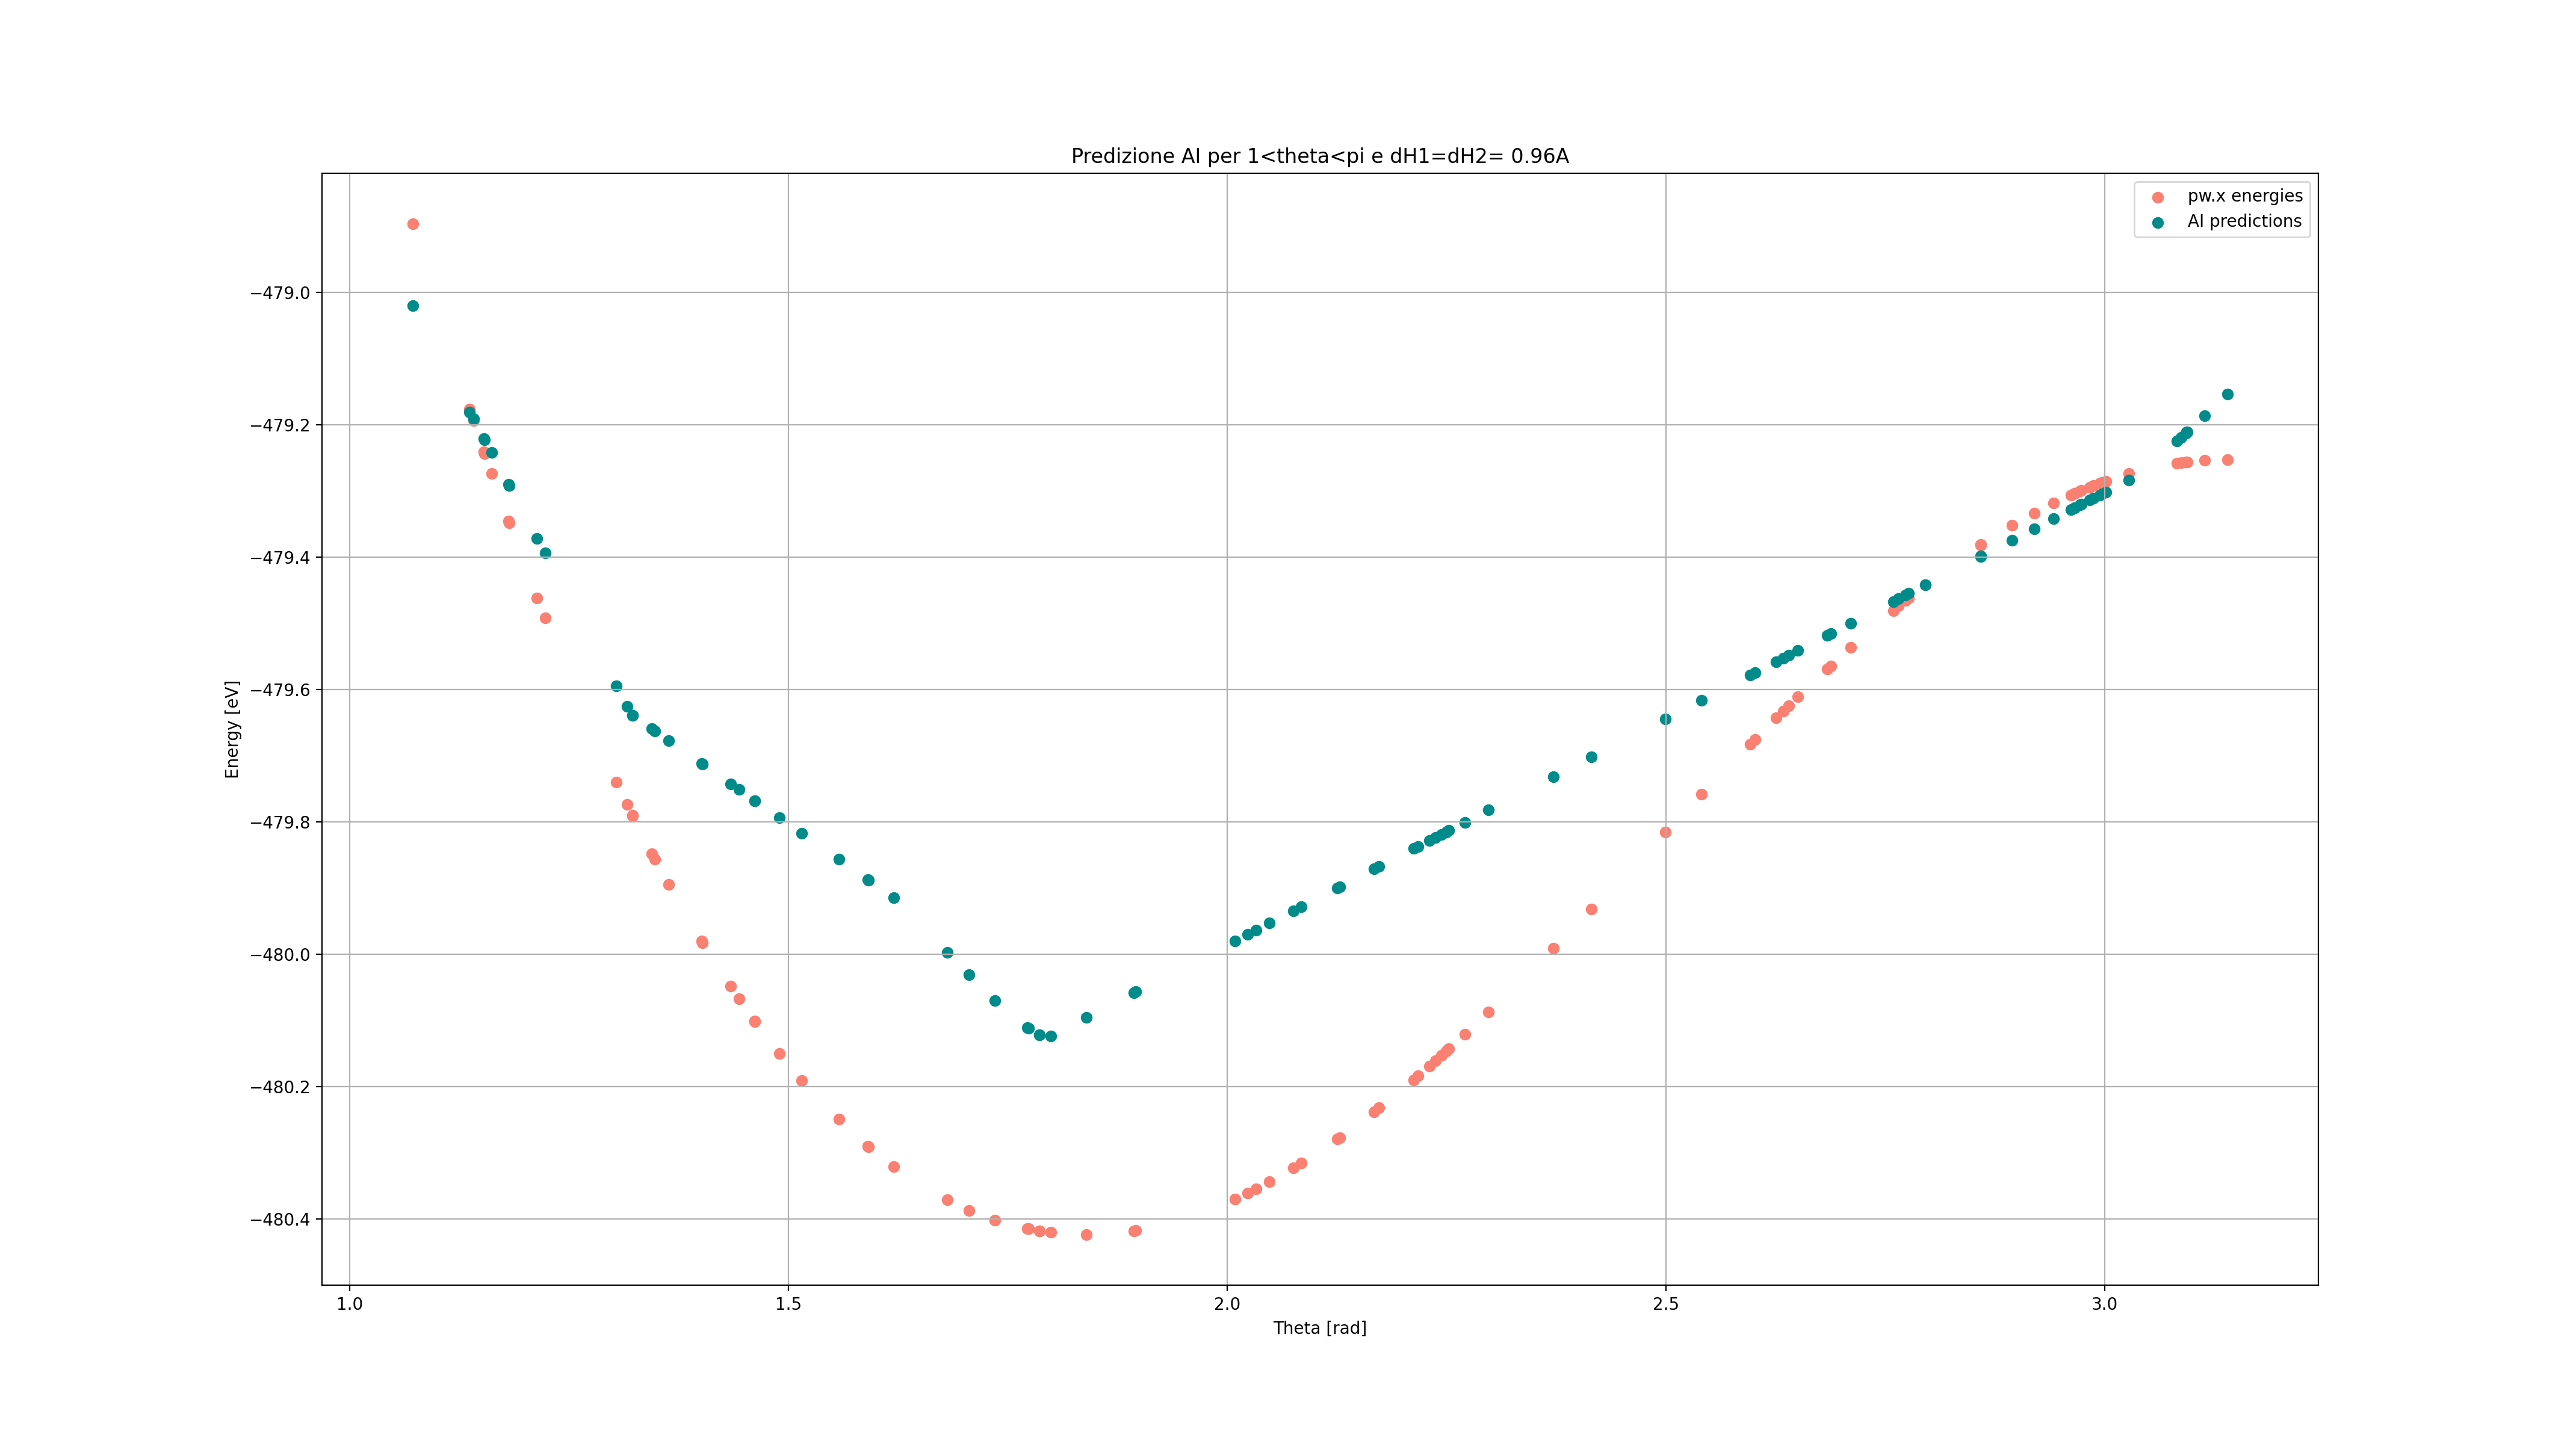 Predizione AI per 1<theta<pi e dH1=dH2= 0.96A
pw.x energies
AI predictions
Energy [eV]
−479.0
−479.2
−479.4
−479.6
−479.8
−480.0
−480.2
−480.4
1.0 1.5 2.0 2.5 3.0
Theta [rad]